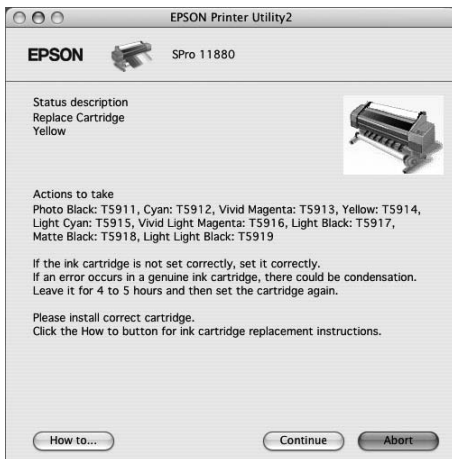 EPSON Printer Utility2
EPSON
SPro 11880
Status description
Replace Cartridge
Yellow
Actions to take
Photo Black: T5911, Cyan: T5912, Vivid Magenta: T5913, Yellow: T5914,
Light Cyan: T5915, Vivid Light Magenta: T5916, Light Black: T5917,
Matte Black: T5918, Light Light Black: T5919
If the ink cartridge is not set correctly, set it correctly.
If an error occurs in a genuine ink cartridge, there could be condensation.
Leave it for 4 to 5 hours and then set the cartridge again.
Please install correct cartridge.
Click the How to button for ink cartridge replacement instructions.
How to...
Continue
Abort